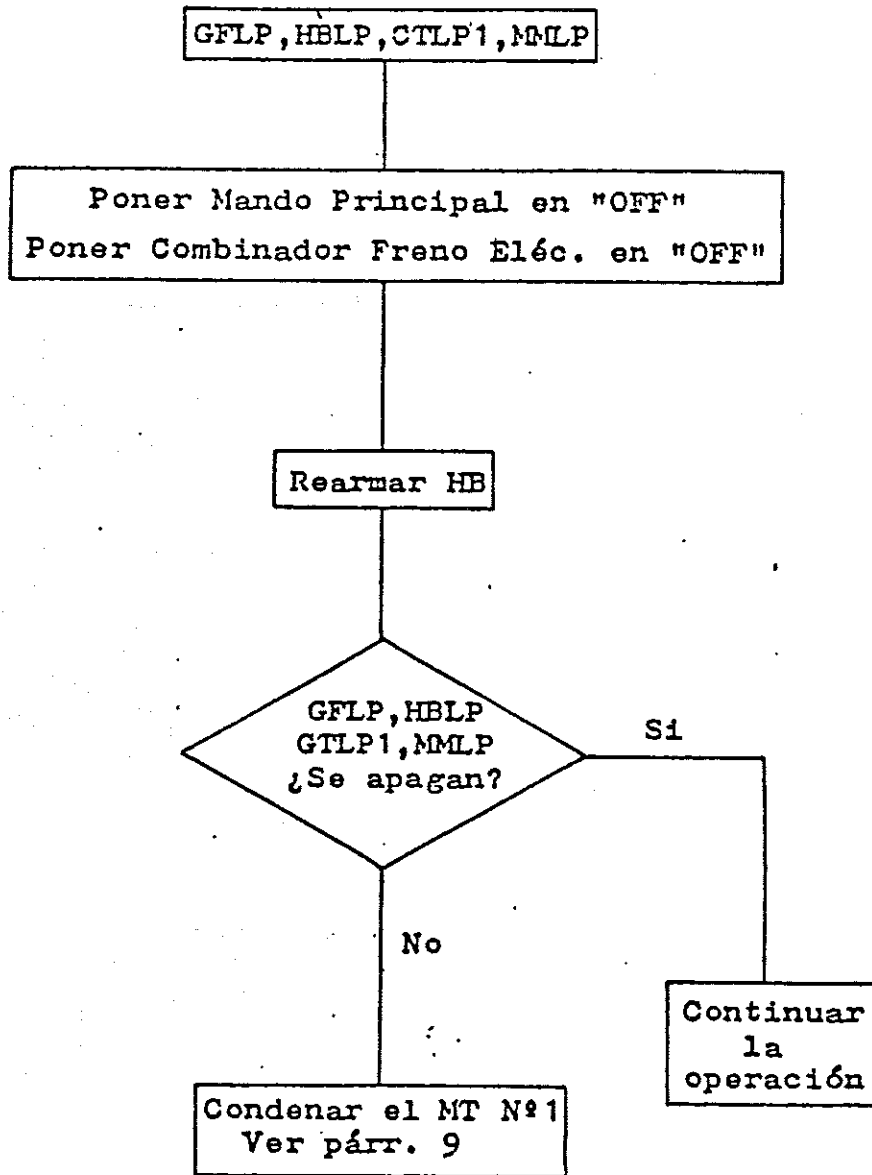 GFLP,HBLP,CTLP1,MMLP
Poner Mando Principal en "OFF"
Poner Combinador Freno Eléc. en "OFF"
Rearmar HB
GFLP,HBLP
GTLP1,MMLP
¿Se apagan?
Si
No
Continuar
la
operación
Condenar el MT Nº1
Ver párr. 9